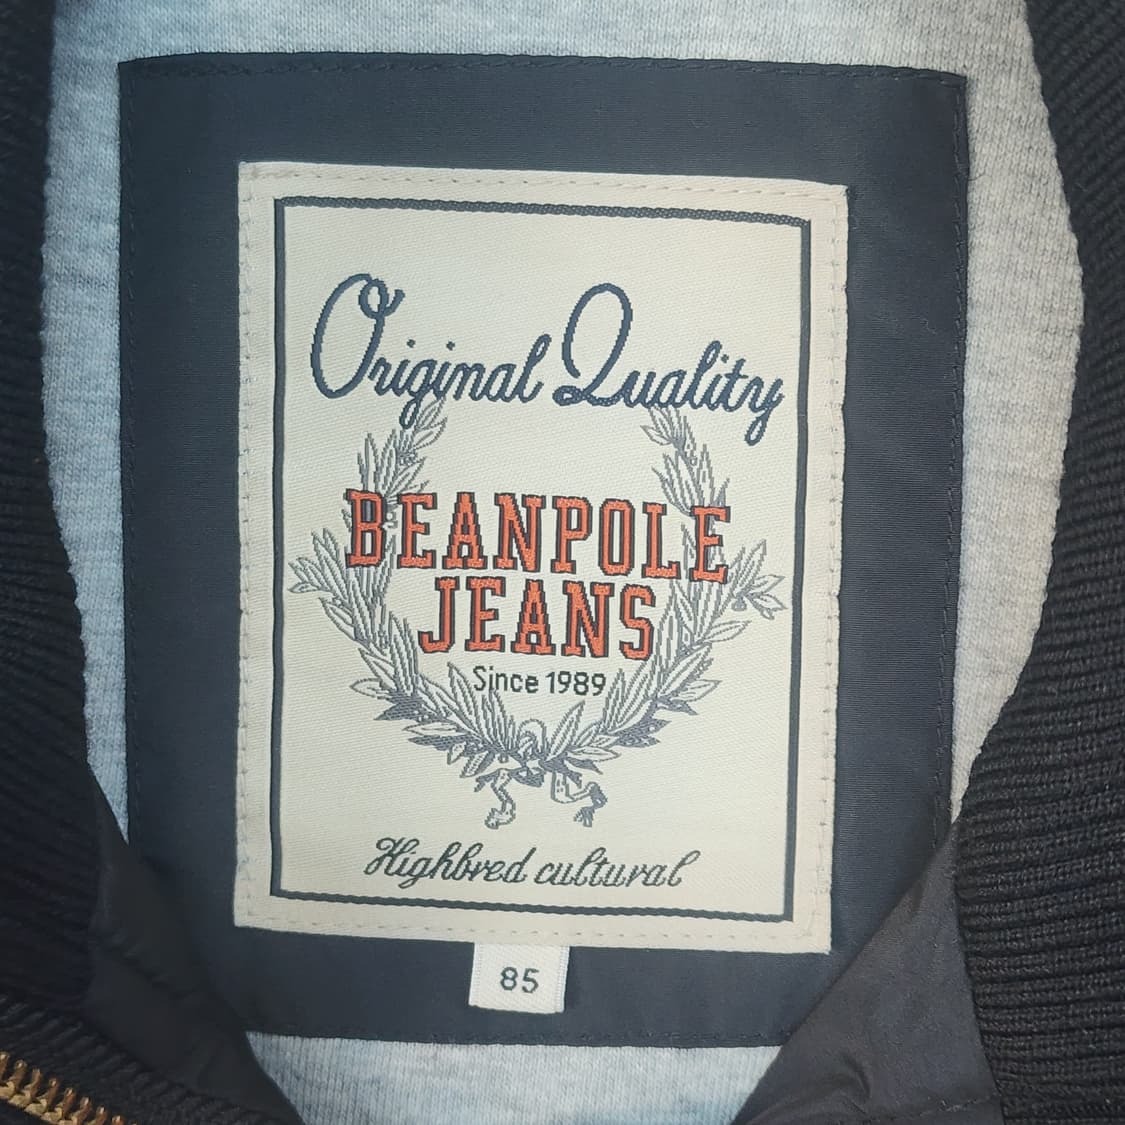 Original Quality
BEANPOLE
JEANS
Since 1989
Highbred cultural
85